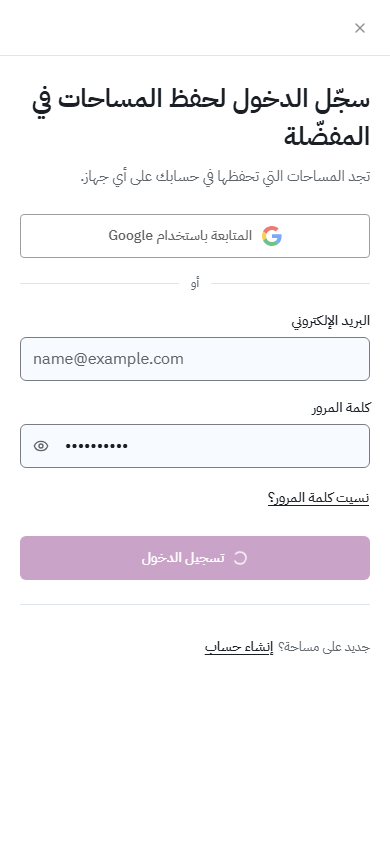 سجّل الدخول لحفظ المساحات في
المفضّلة
تجد المساحات التي تحفظها في حسابك على أي جهاز.
المتابعة باستخدام Google
أو
البريد الإلكتروني
name@example.com
كلمة المرور
••••••••••
نسيت كلمة المرور؟
تسجيل الدخول
جديد على مساحة؟ إنشاء حساب